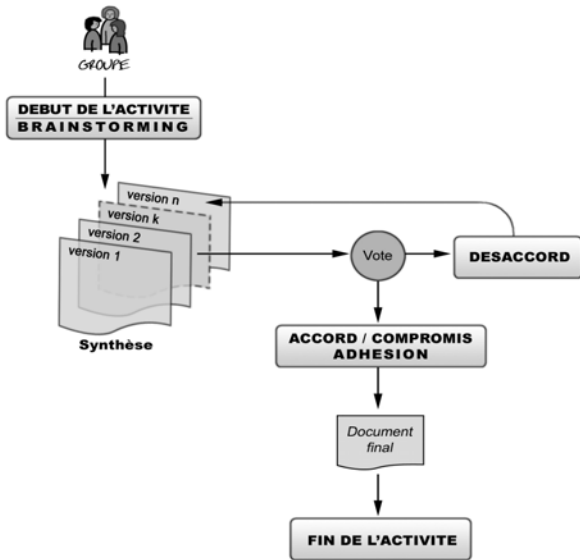 GROUPE
DEBUT DE L'ACTIVITE
BRAINSTORMING
version n
version k
version 2
version 1
Synthèse
Vote
DESACCORD
ACCORD / COMPROMIS
ADHESION
Document
final
FIN DE L'ACTIVITE